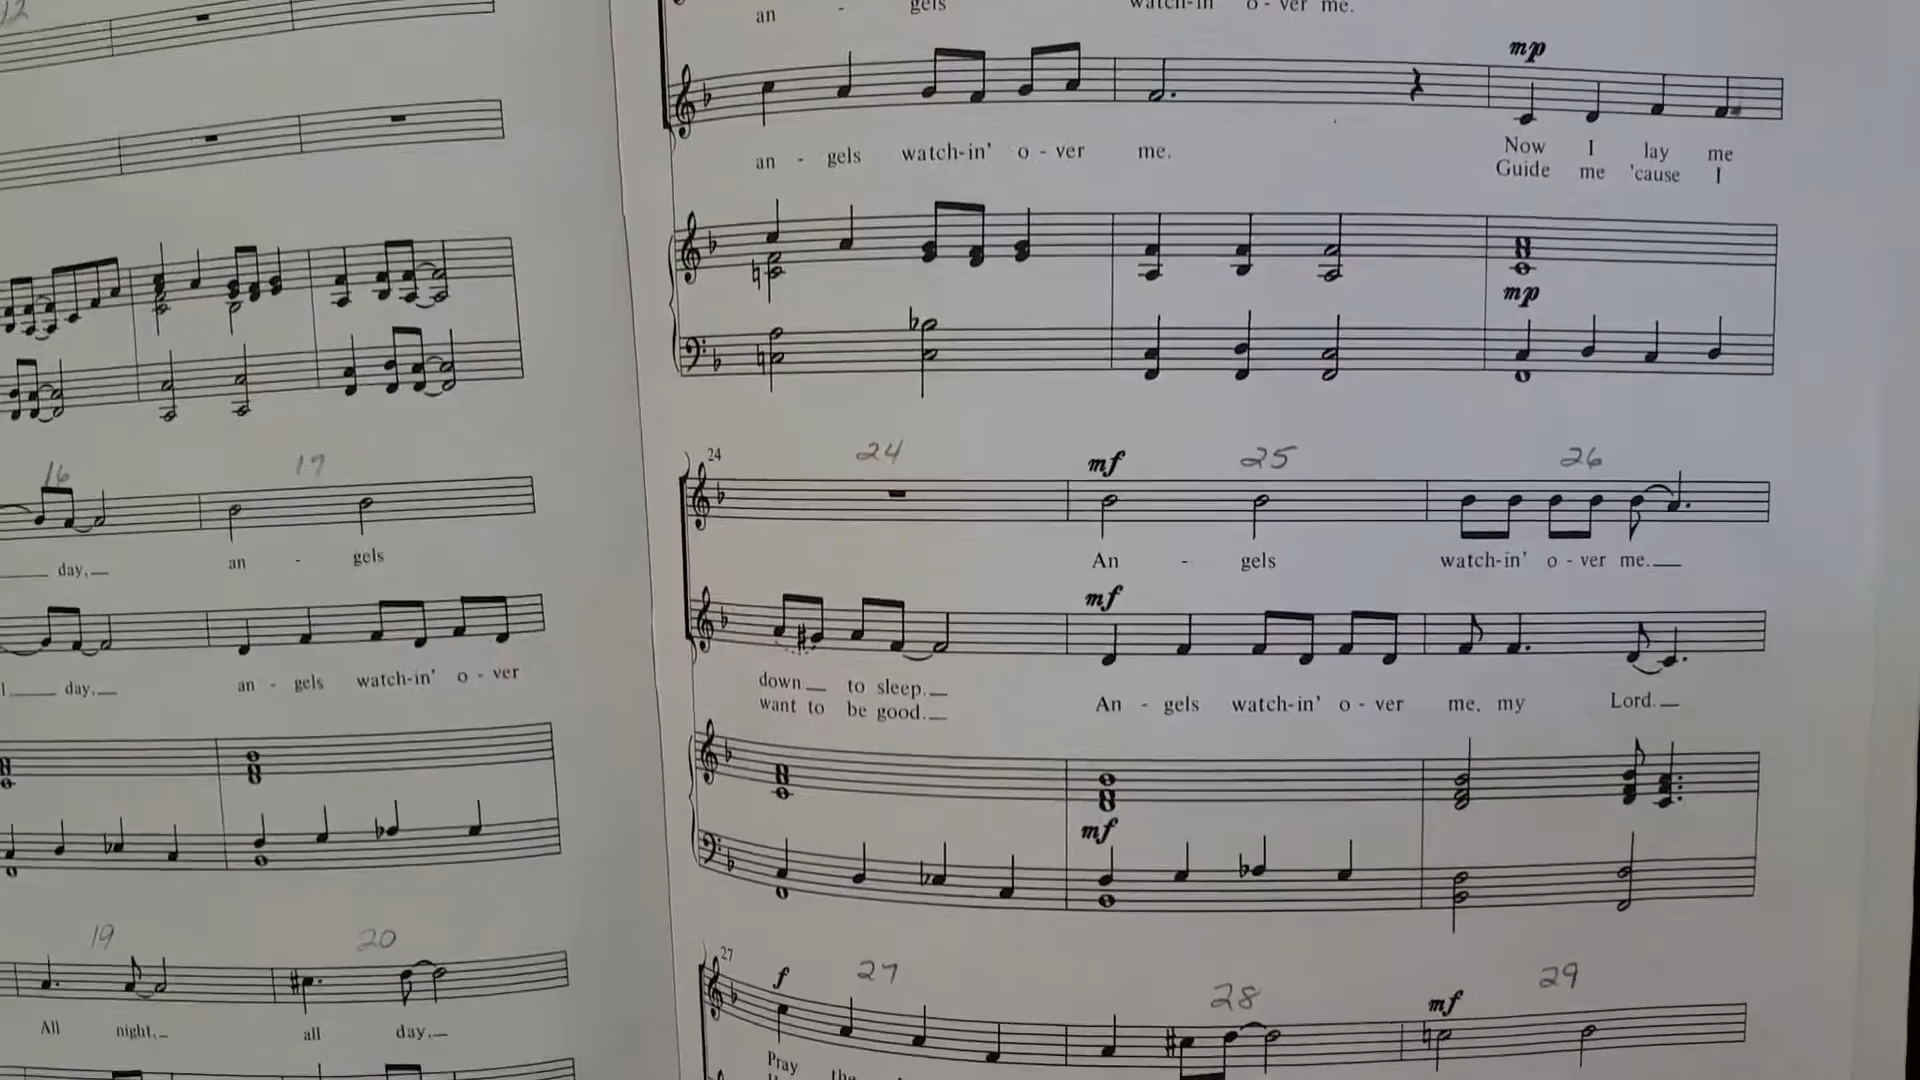 12
16 17
day,
an - gels
day,
an - gels watch-in' o - ver
19 20
All night, all day.
an - gels watch-in' o - ver me.
mp
an - gels watch-in' o - ver me. Now I lay me
Guide me 'cause I
mp
24 24 mf 25 26
An - gels watch-in' o - ver me.
mf
down to sleep. An - gels watch-in' o - ver me, my Lord.
want to be good.
mf
27 f 27 28 mf 29
Pray the